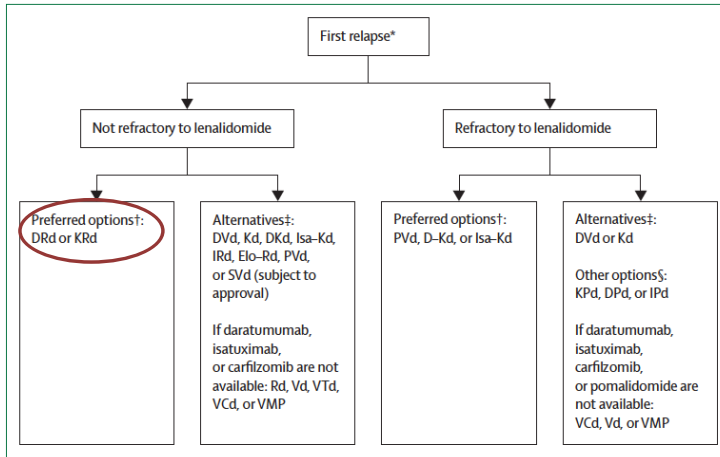 First relapse*
Not refractory to lenalidomide
Refractory to lenalidomide
Preferred options†:
DRd or KRd
Alternatives‡:
DVd, Kd, DKd, Isa–Kd,
IRd, Elo–Rd, PVd,
or SVd (subject to
approval)
If daratumumab,
isatuximab,
or carfilzomib are not
available: Rd, Vd, VTd,
VCd, or VMP
Preferred options†:
PVd, D–Kd, or Isa–Kd
Alternatives‡:
DVd or Kd
Other options§:
KPd, DPd, or IPd
If daratumumab,
isatuximab,
carfilzomib,
or pomalidomide are
not available:
VCd, Vd, or VMP